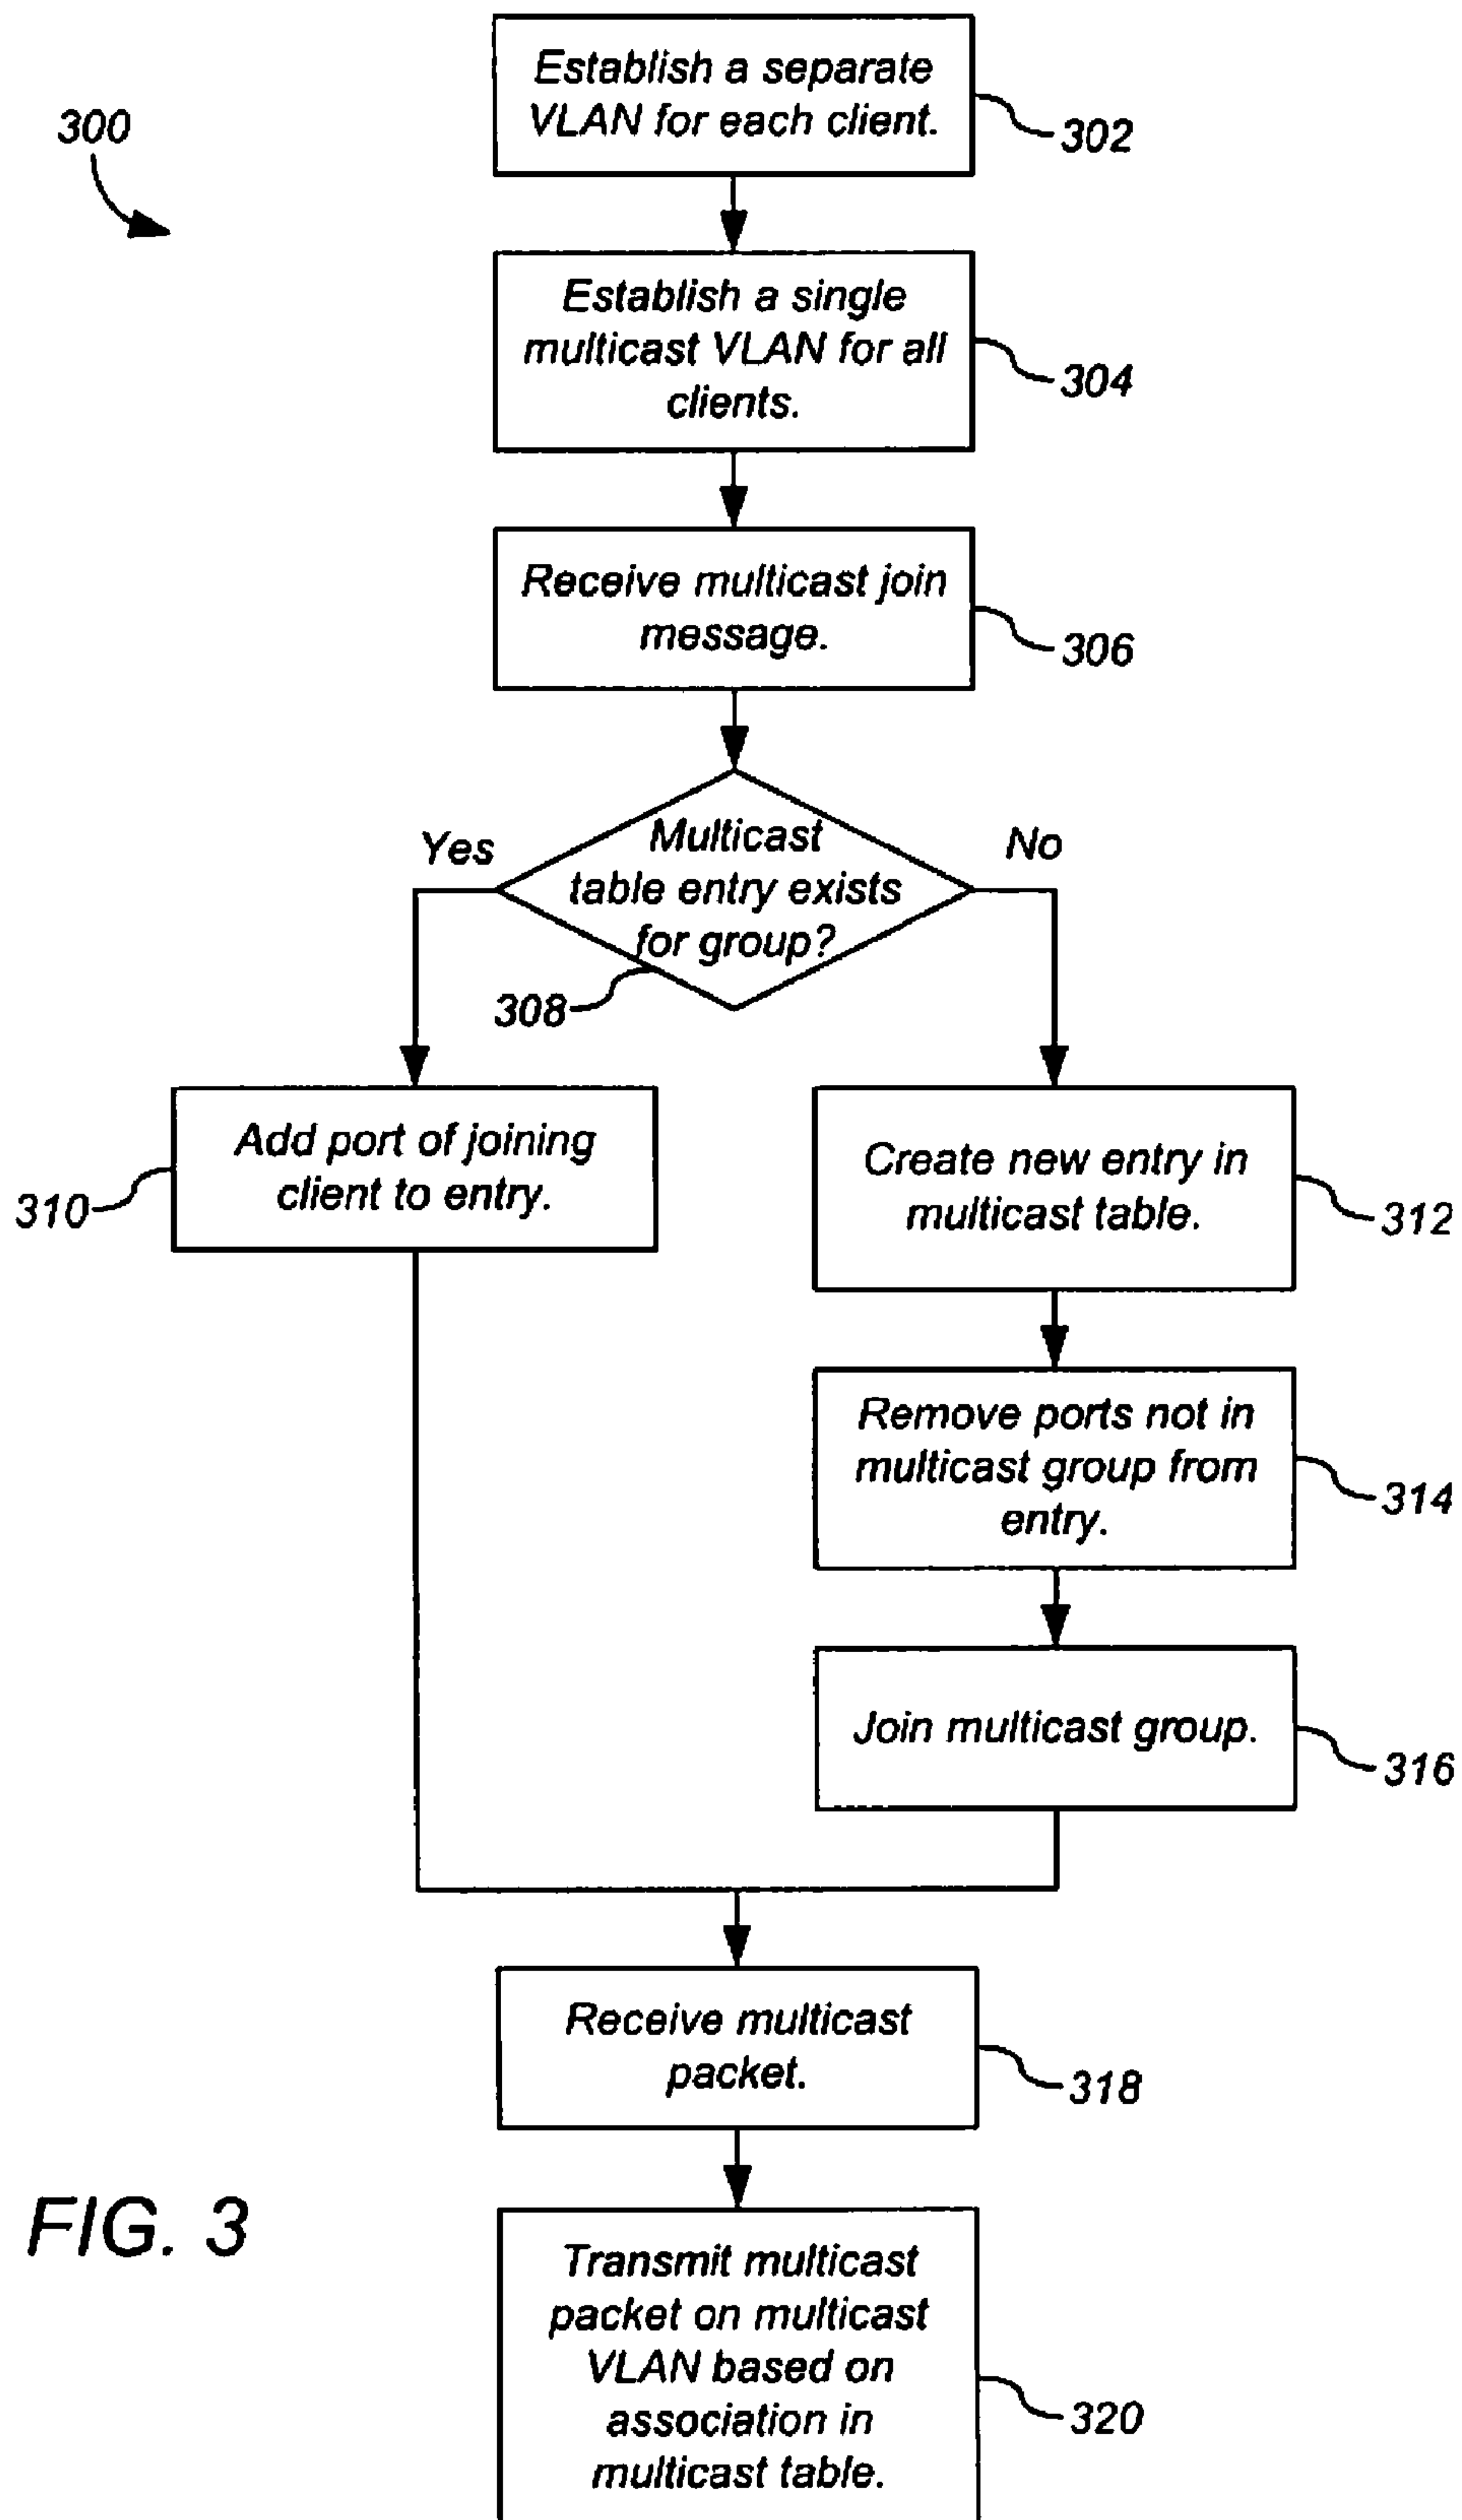 300
Establish a separate
VLAN for each client.
302
Establish a single
multicast VLAN for all
clients.
304
Receive multicast join
message.
306
Yes
Multicast
table entry exists
for group?
No
308
Add port of joining
client to entry.
310
Create new entry in
multicast table.
312
Remove ports not in
multicast group from
entry.
314
Join multicast group.
316
Receive multicast
packet.
318
Transmit multicast
packet on multicast
VLAN based on
association in
multicast table.
320
FIG. 3